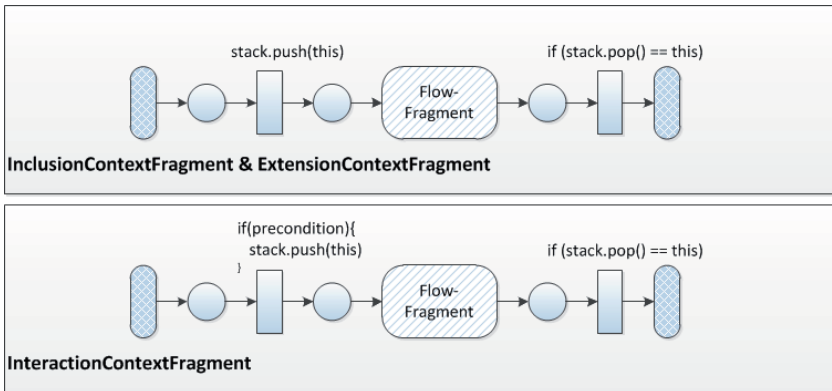 stack.push(this)
if (stack.pop() == this)
Flow-
Fragment
InclusionContextFragment & ExtensionContextFragment
if(precondition){
stack.push(this)
}
if (stack.pop() == this)
Flow-
Fragment
InteractionContextFragment